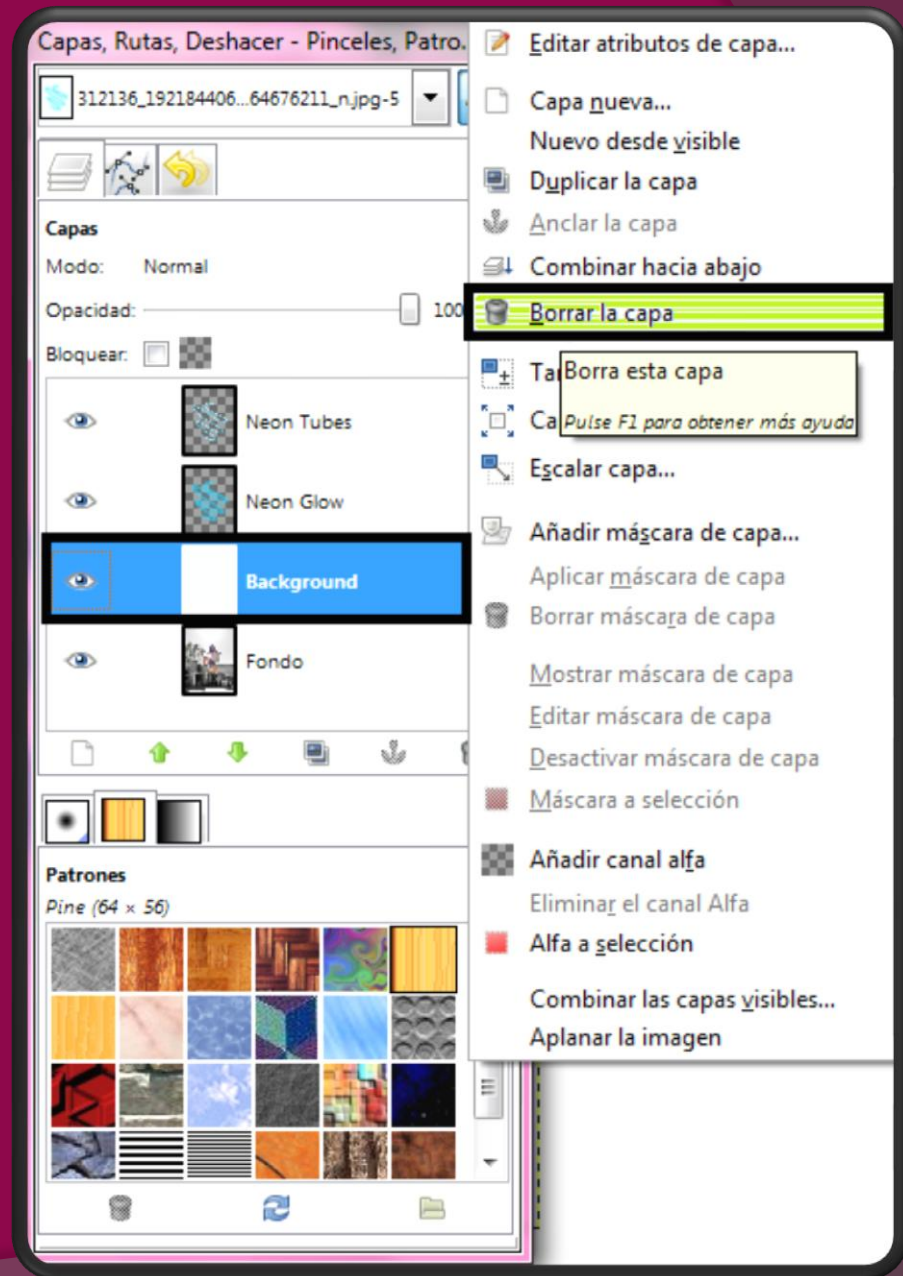 Capas, Rutas, Deshacer - Pinceles, Patro.
312136_192184406...64676211_n.jpg-5
Capas
Modo: Normal
Opacidad: 100
Bloquear:
Neon Tubes
Neon Glow
Background
Fondo
Patrones
Pine (64 × 56)
Editar atributos de capa...
Capa nueva...
Nuevo desde visible
Duplicar la capa
Anclar la capa
Combinar hacia abajo
Borrar la capa
Borra esta capa
Pulse F1 para obtener más ayuda
Escalar capa...
Añadir máscara de capa...
Aplicar máscara de capa
Borrar máscara de capa
Mostrar máscara de capa
Editar máscara de capa
Desactivar máscara de capa
Máscara a selección
Añadir canal alfa
Eliminar el canal Alfa
Alfa a selección
Combinar las capas visibles...
Aplanar la imagen